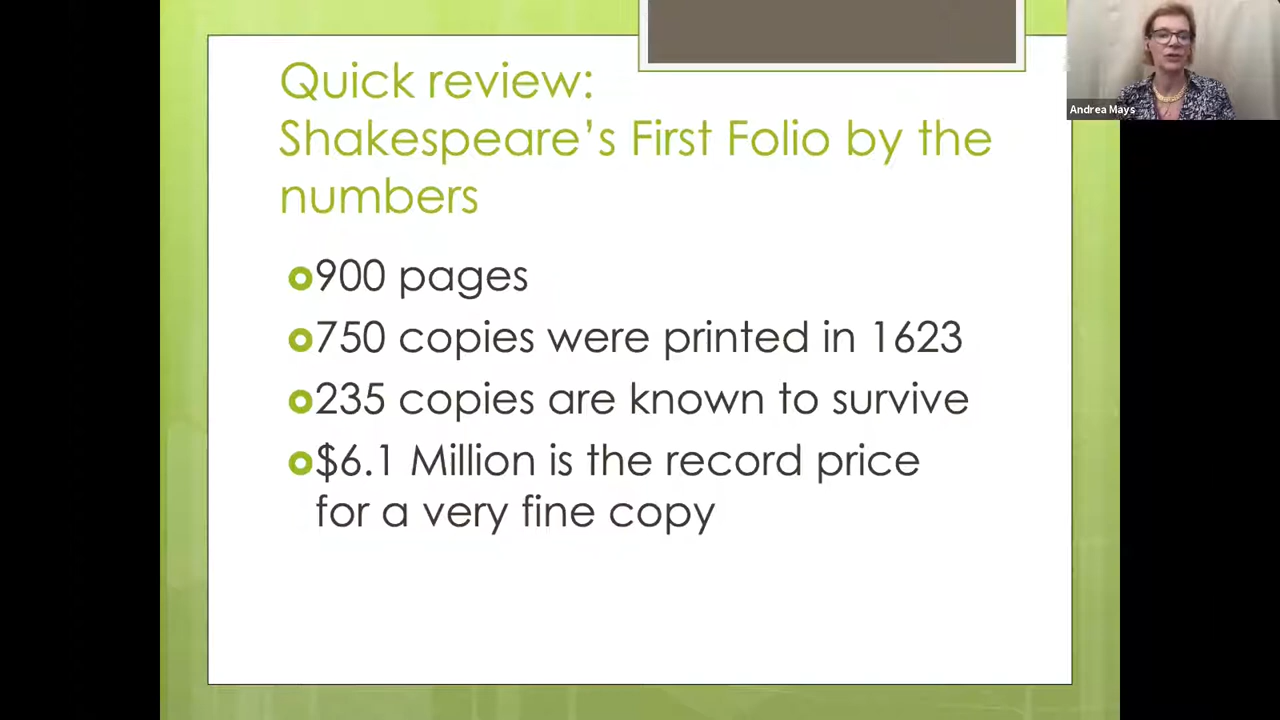 Quick review:
Shakespeare’s First Folio by the
numbers
900 pages
750 copies were printed in 1623
235 copies are known to survive
$6.1 Million is the record price
for a very fine copy
Andrea Mays